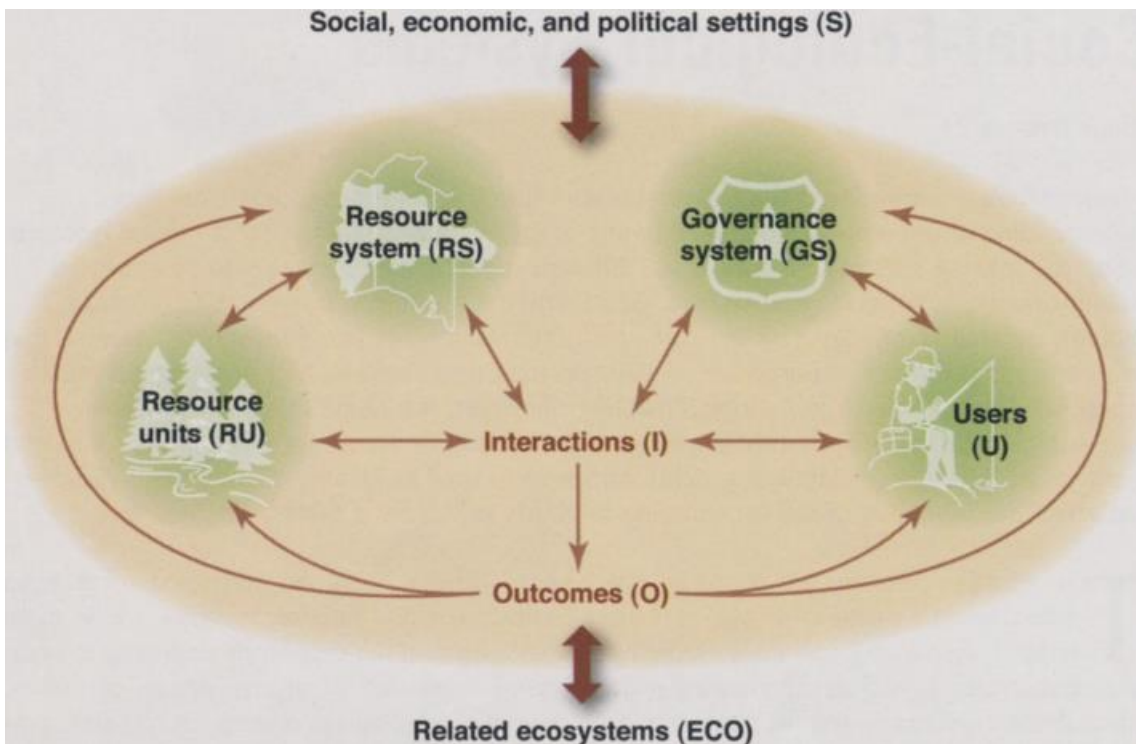 Social, economic, and political settings (S)
Resource
system (RS)
Governance
system (GS)
Resource
units (RU)
Interactions (I)
Users
(U)
Outcomes (O)
Related ecosystems (ECO)